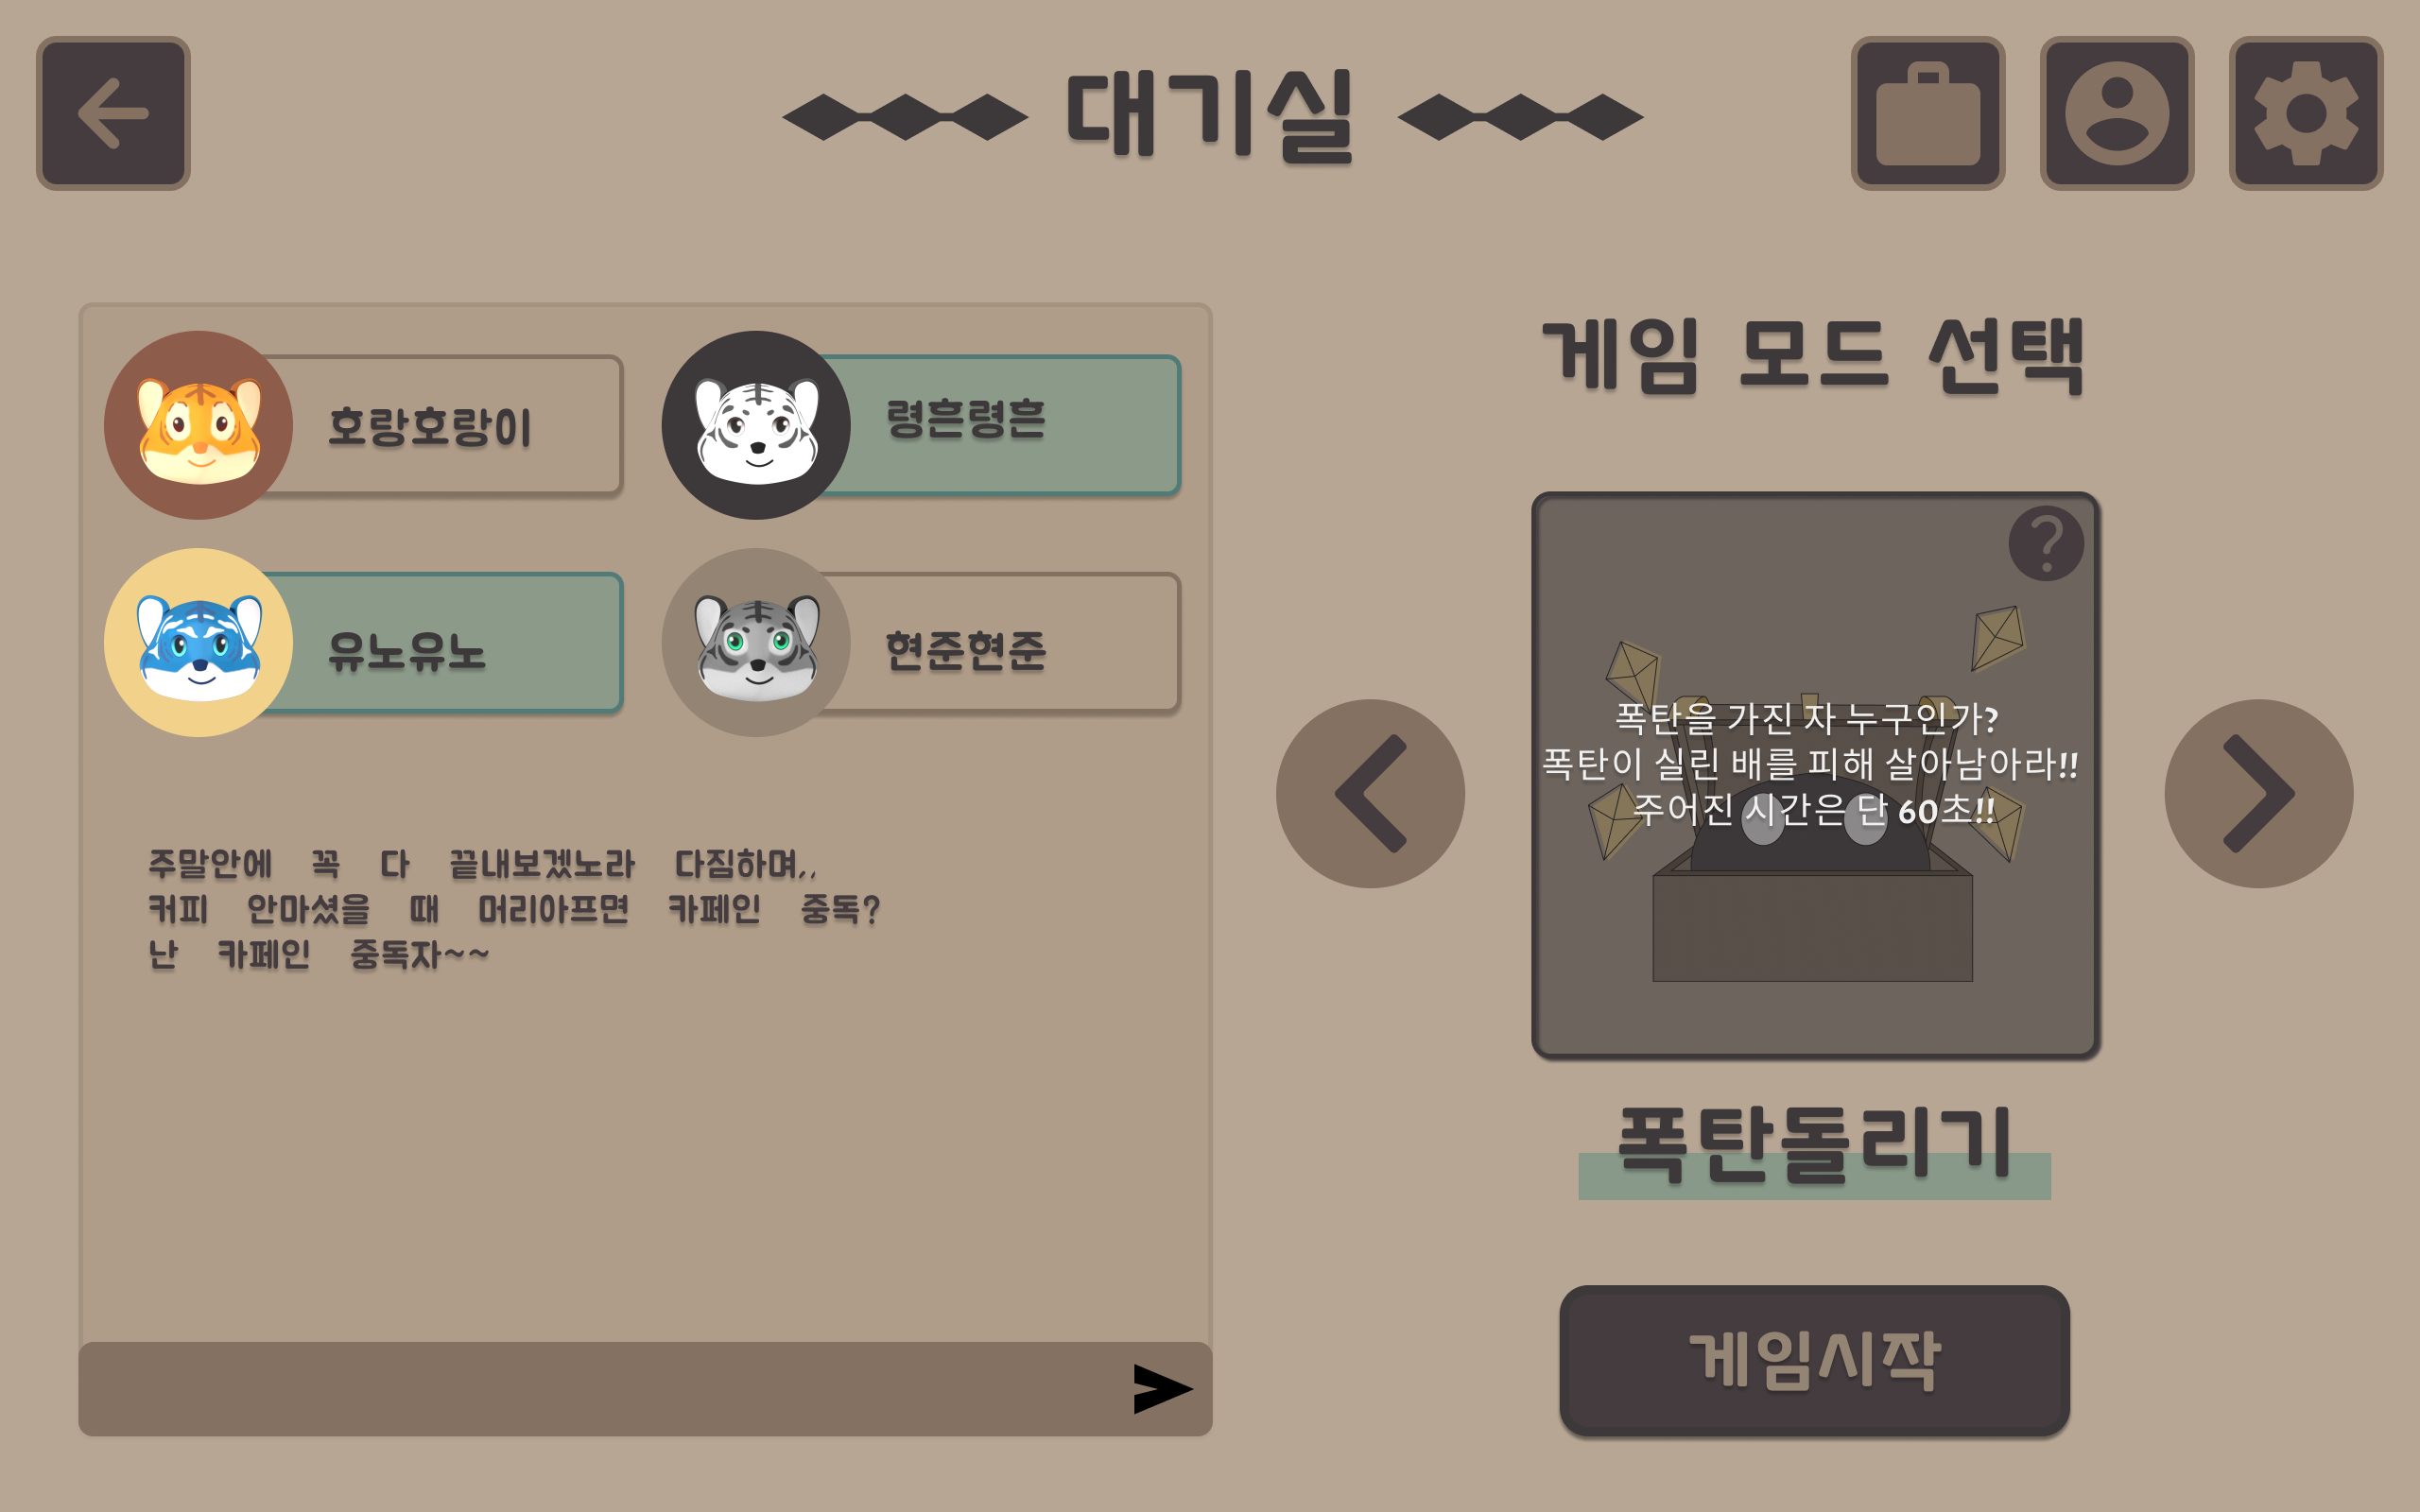 대기실
호랑호랑이
령흔령흔
유노유노
현준현준
주말안에 꼭 다 끝내보겠노라 다짐하며,,
커피 안마셨을 때 머리아프면 카페인 중독?
난 카페인 중독자~~
게임 모드 선택
?
폭탄을 가진 자 누구인가?
폭탄이 실린 배를 피해 살아남아라!!
주어진 시간은 단 60초!!
폭탄돌리기
게임시작